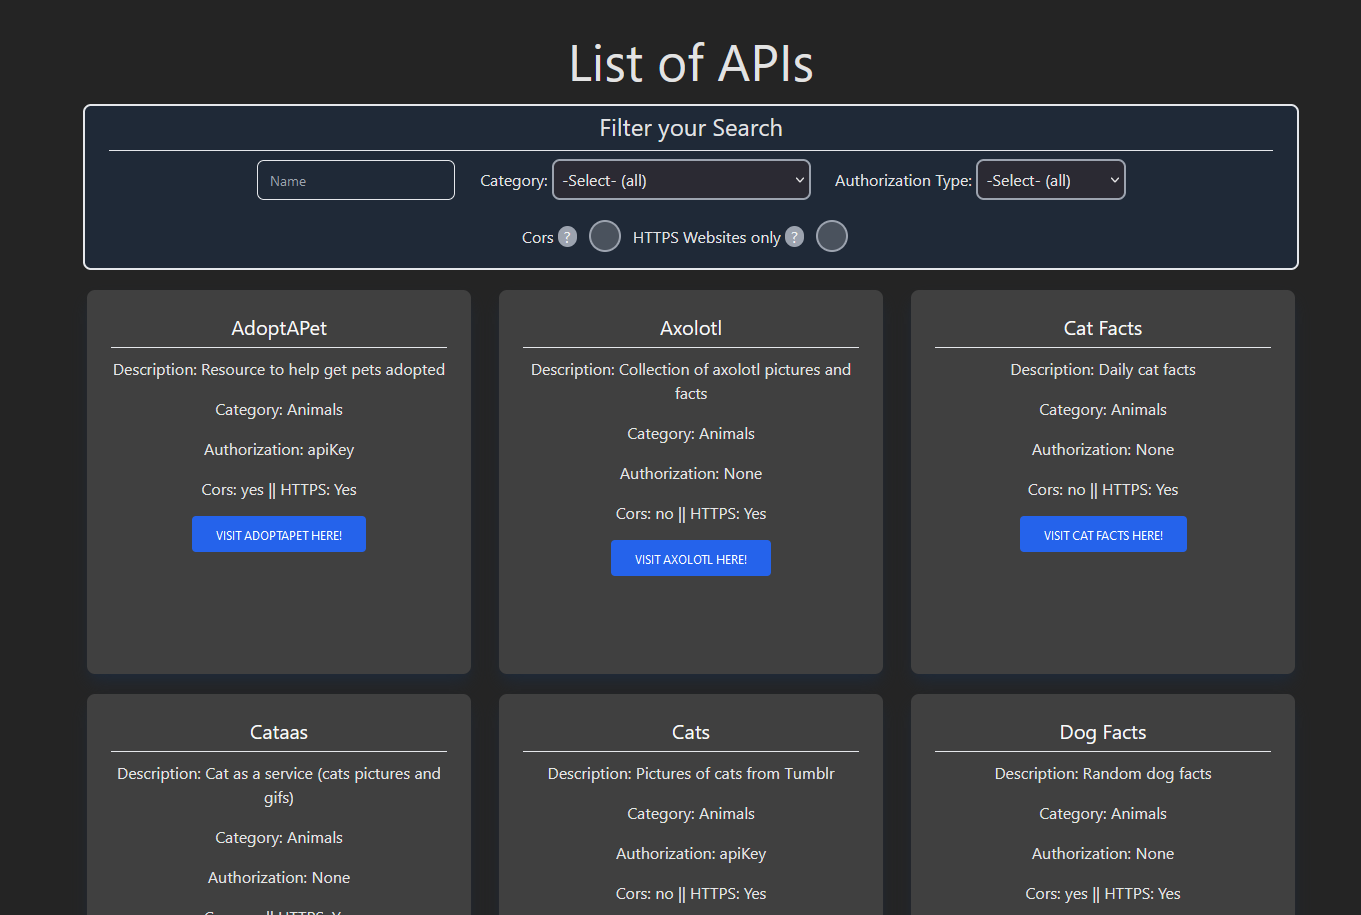 List of APIs
Filter your Search
Name
Category: -Select- (all)
Authorization Type: -Select- (all)
Cors ?
HTTPS Websites only ?
AdoptAPet
Description: Resource to help get pets adopted
Category: Animals
Authorization: apiKey
Cors: yes || HTTPS: Yes
VISIT ADOPTAPET HERE!
Axolotl
Description: Collection of axolotl pictures and
facts
Category: Animals
Authorization: None
Cors: no || HTTPS: Yes
VISIT AXOLOTL HERE!
Cat Facts
Description: Daily cat facts
Category: Animals
Authorization: None
Cors: no || HTTPS: Yes
VISIT CAT FACTS HERE!
Cataas
Description: Cat as a service (cats pictures and
gifs)
Category: Animals
Authorization: None
Cats
Description: Pictures of cats from Tumblr
Category: Animals
Authorization: apiKey
Cors: no || HTTPS: Yes
Dog Facts
Description: Random dog facts
Category: Animals
Authorization: None
Cors: yes || HTTPS: Yes